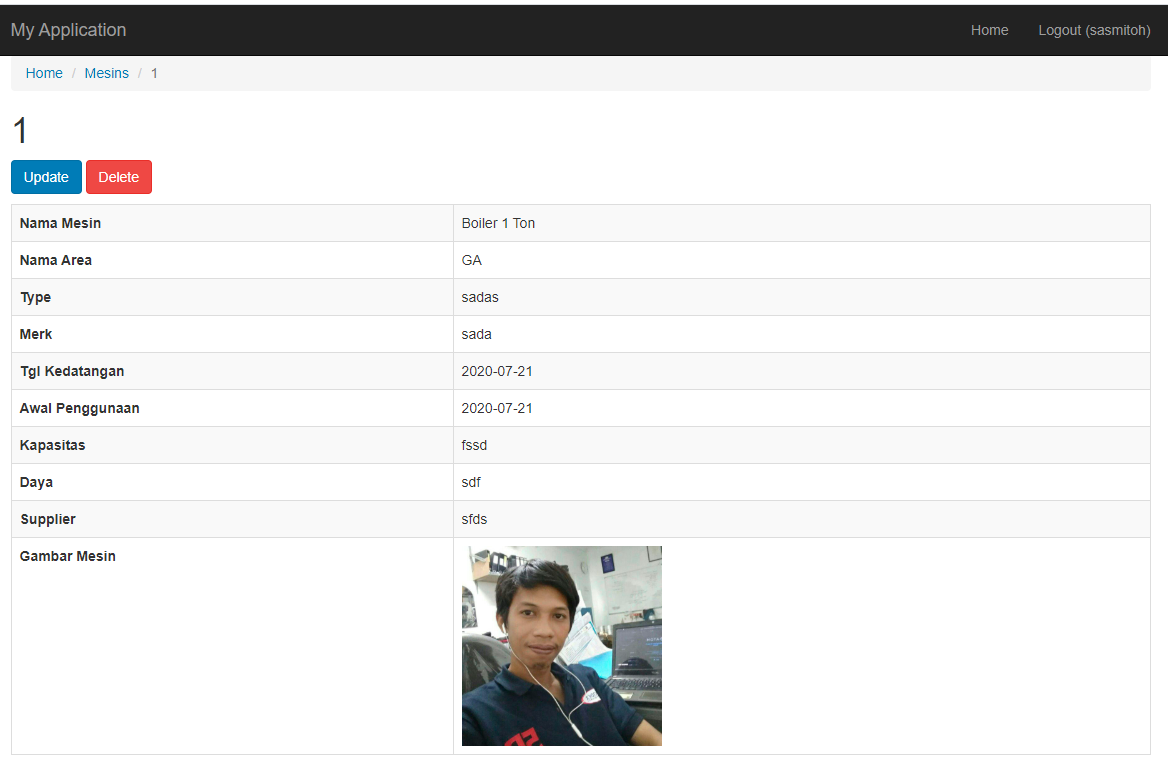 My Application Home Logout (sasmitoh)
Home / Mesins / 1
1
Update Delete
Nama Mesin Boiler 1 Ton
Nama Area GA
Type sadas
Merk sada
Tgl Kedatangan 2020-07-21
Awal Penggunaan 2020-07-21
Kapasitas fssd
Daya sdf
Supplier sfds
Gambar Mesin